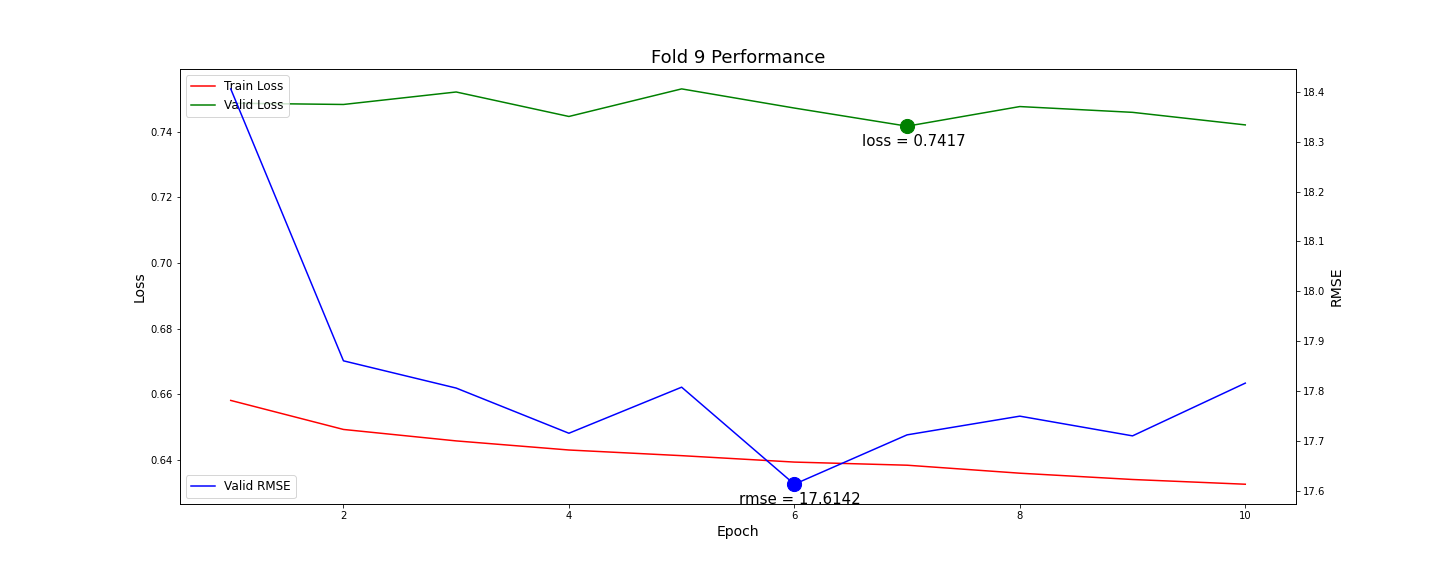 Fold 9 Performance
Train Loss
Valid Loss
Valid RMSE
loss = 0.7417
rmse = 17.6142
Loss
0.74
0.72
0.70
0.68
0.66
0.64
RMSE
18.4
18.3
18.2
18.1
18.0
17.9
17.8
17.7
17.6
2
4
6
8
10
Epoch